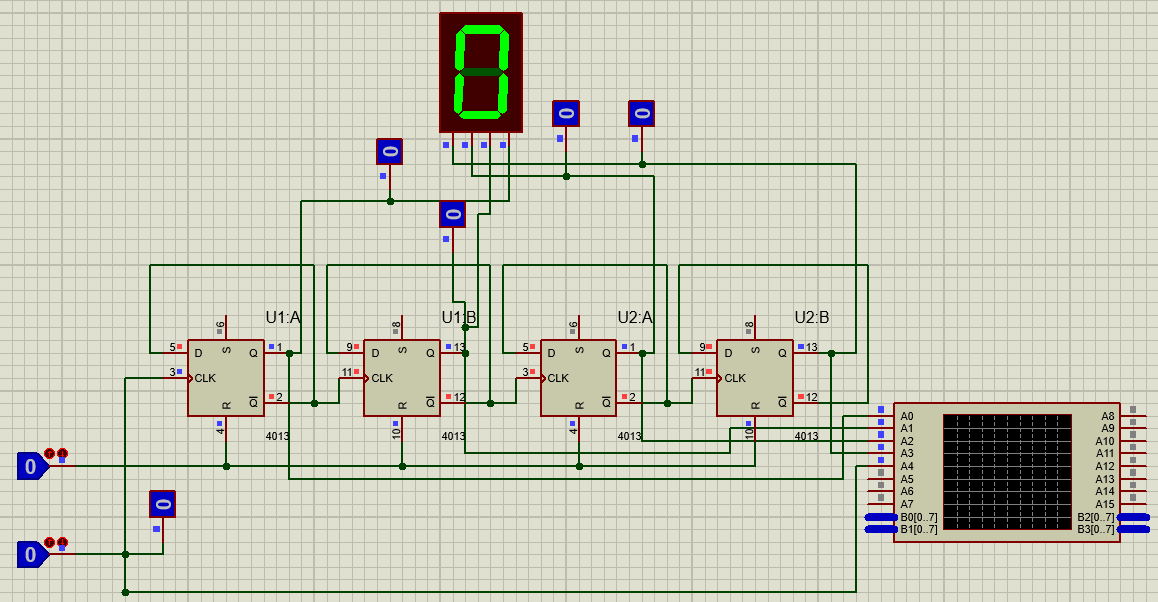 0
0
0
0
0
U1:A
U1:B
U2:A
U2:B
6
8
6
8
5 D S Q 1
9 D S Q 13
5 D S Q 1
9 D S Q 13
3 CLK
11 CLK
3 CLK
11 CLK
R Q 2
R Q 12
R Q 2
R Q 12
4
10
4
10
4013
4013
4013
4013
0
0
0
A0 A8
A1 A9
A2 A10
A3 A11
A4 A12
A5 A13
A6 A14
A7 A15
B0[0..7] B2[0..7]
B1[0..7] B3[0..7]